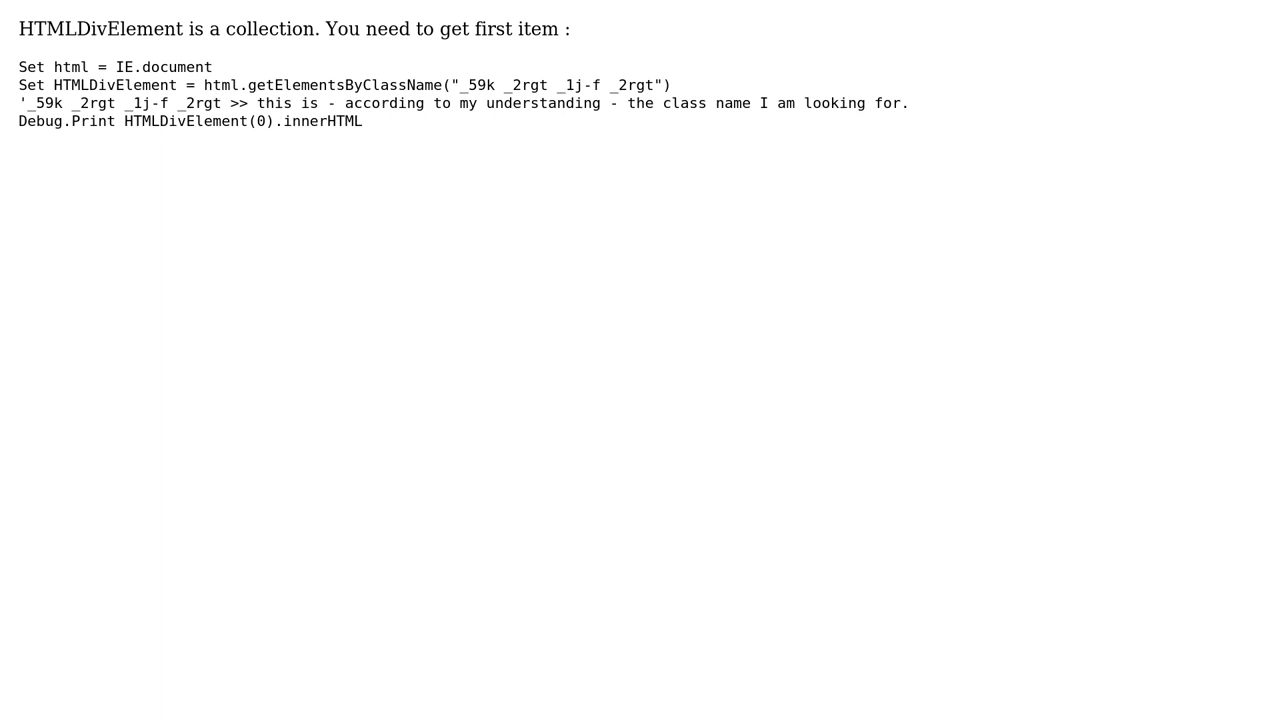 HTMLDivElement is a collection. You need to get first item :
Set html = IE.document
Set HTMLDivElement = html.getElementsByClassName("_59k _2rgt _1j-f _2rgt")
'_59k _2rgt _1j-f _2rgt >> this is - according to my understanding - the class name I am looking for.
Debug.Print HTMLDivElement(0).innerHTML